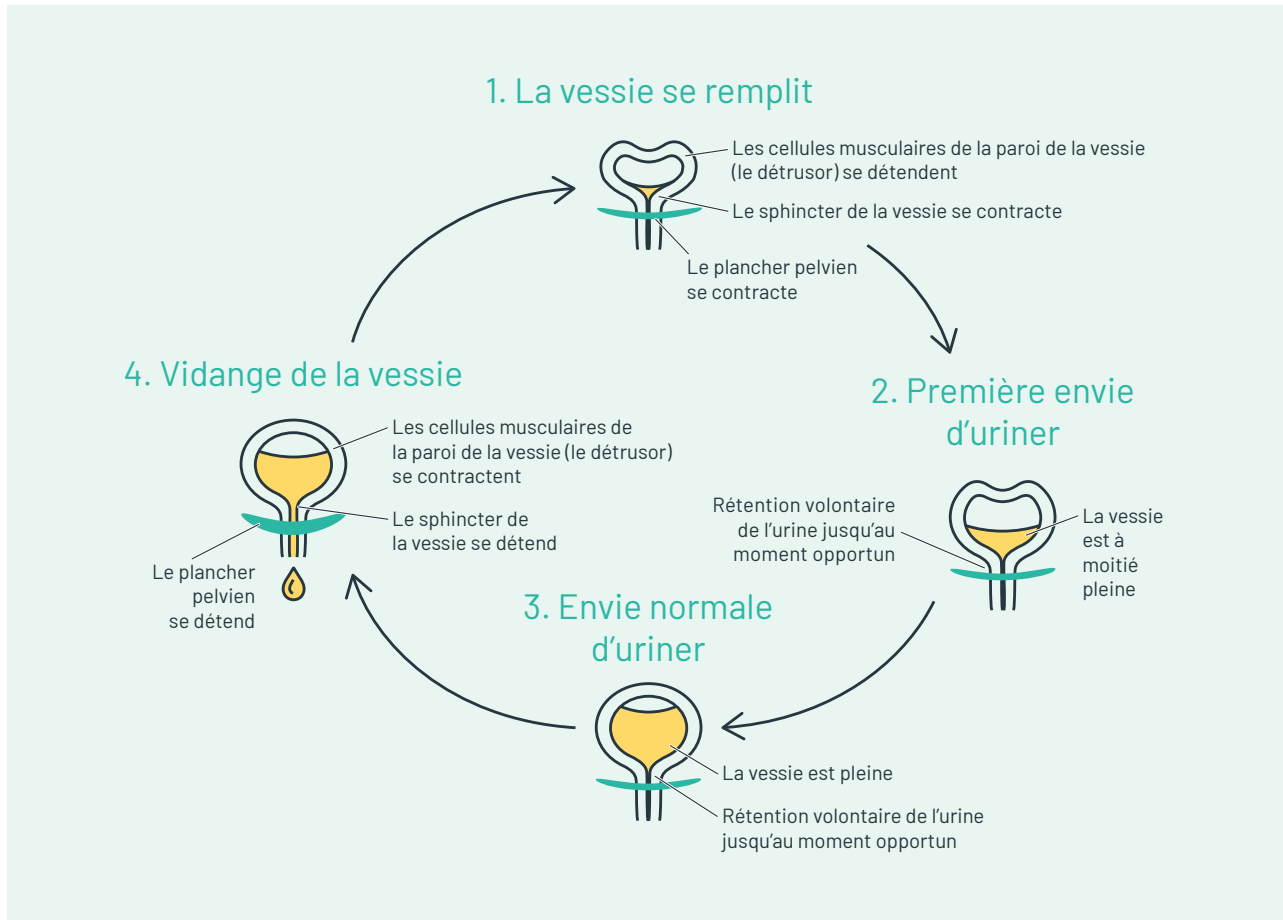 1. La vessie se remplit
Les cellules musculaires de la paroi de la vessie
(le détrusor) se détendent
Le sphincter de la vessie se contracte
Le plancher pelvien
se contracte
2. Première envie
d’uriner
Rétention volontaire
de l’urine jusqu’au
moment opportun
La vessie
est à
moitié
pleine
3. Envie normale
d’uriner
La vessie est pleine
Rétention volontaire de l’urine
jusqu’au moment opportun
4. Vidange de la vessie
Les cellules musculaires de
la paroi de la vessie (le détrusor)
se contractent
Le sphincter de
la vessie se détend
Le plancher
pelvien
se détend